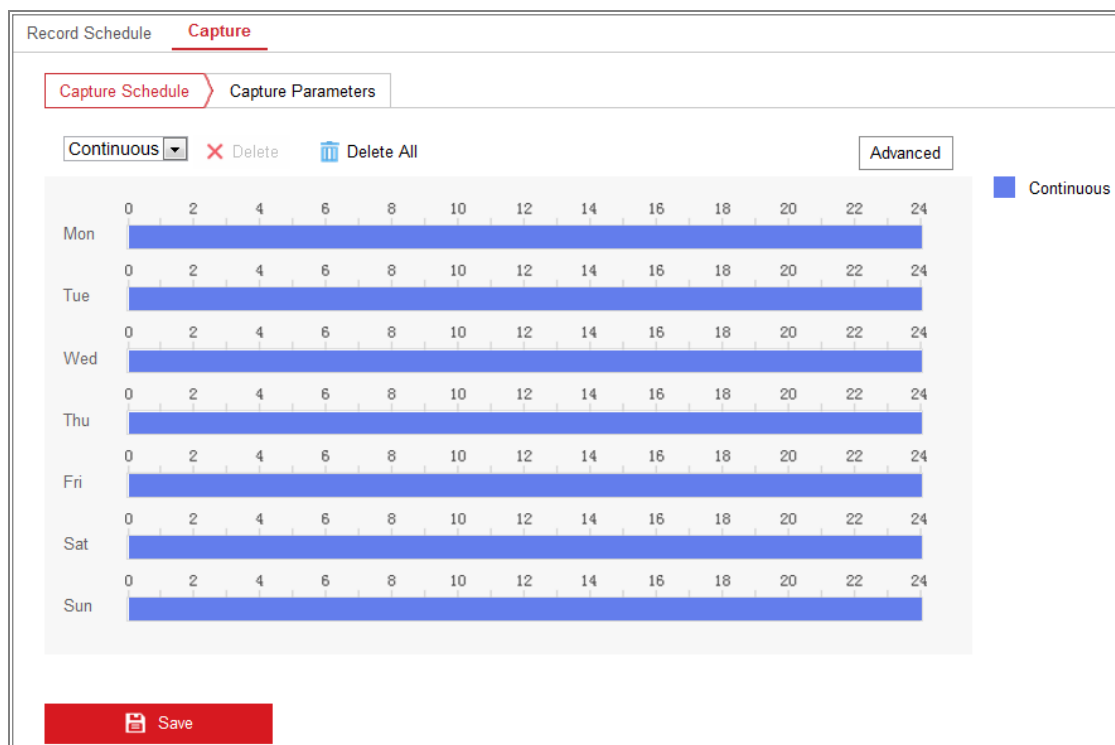 Record Schedule Capture
Capture Schedule Capture Parameters
Continuous Delete Delete All Advanced
Continuous
0 2 4 6 8 10 12 14 16 18 20 22 24
Mon
0 2 4 6 8 10 12 14 16 18 20 22 24
Tue
0 2 4 6 8 10 12 14 16 18 20 22 24
Wed
0 2 4 6 8 10 12 14 16 18 20 22 24
Thu
0 2 4 6 8 10 12 14 16 18 20 22 24
Fri
0 2 4 6 8 10 12 14 16 18 20 22 24
Sat
0 2 4 6 8 10 12 14 16 18 20 22 24
Sun
Save